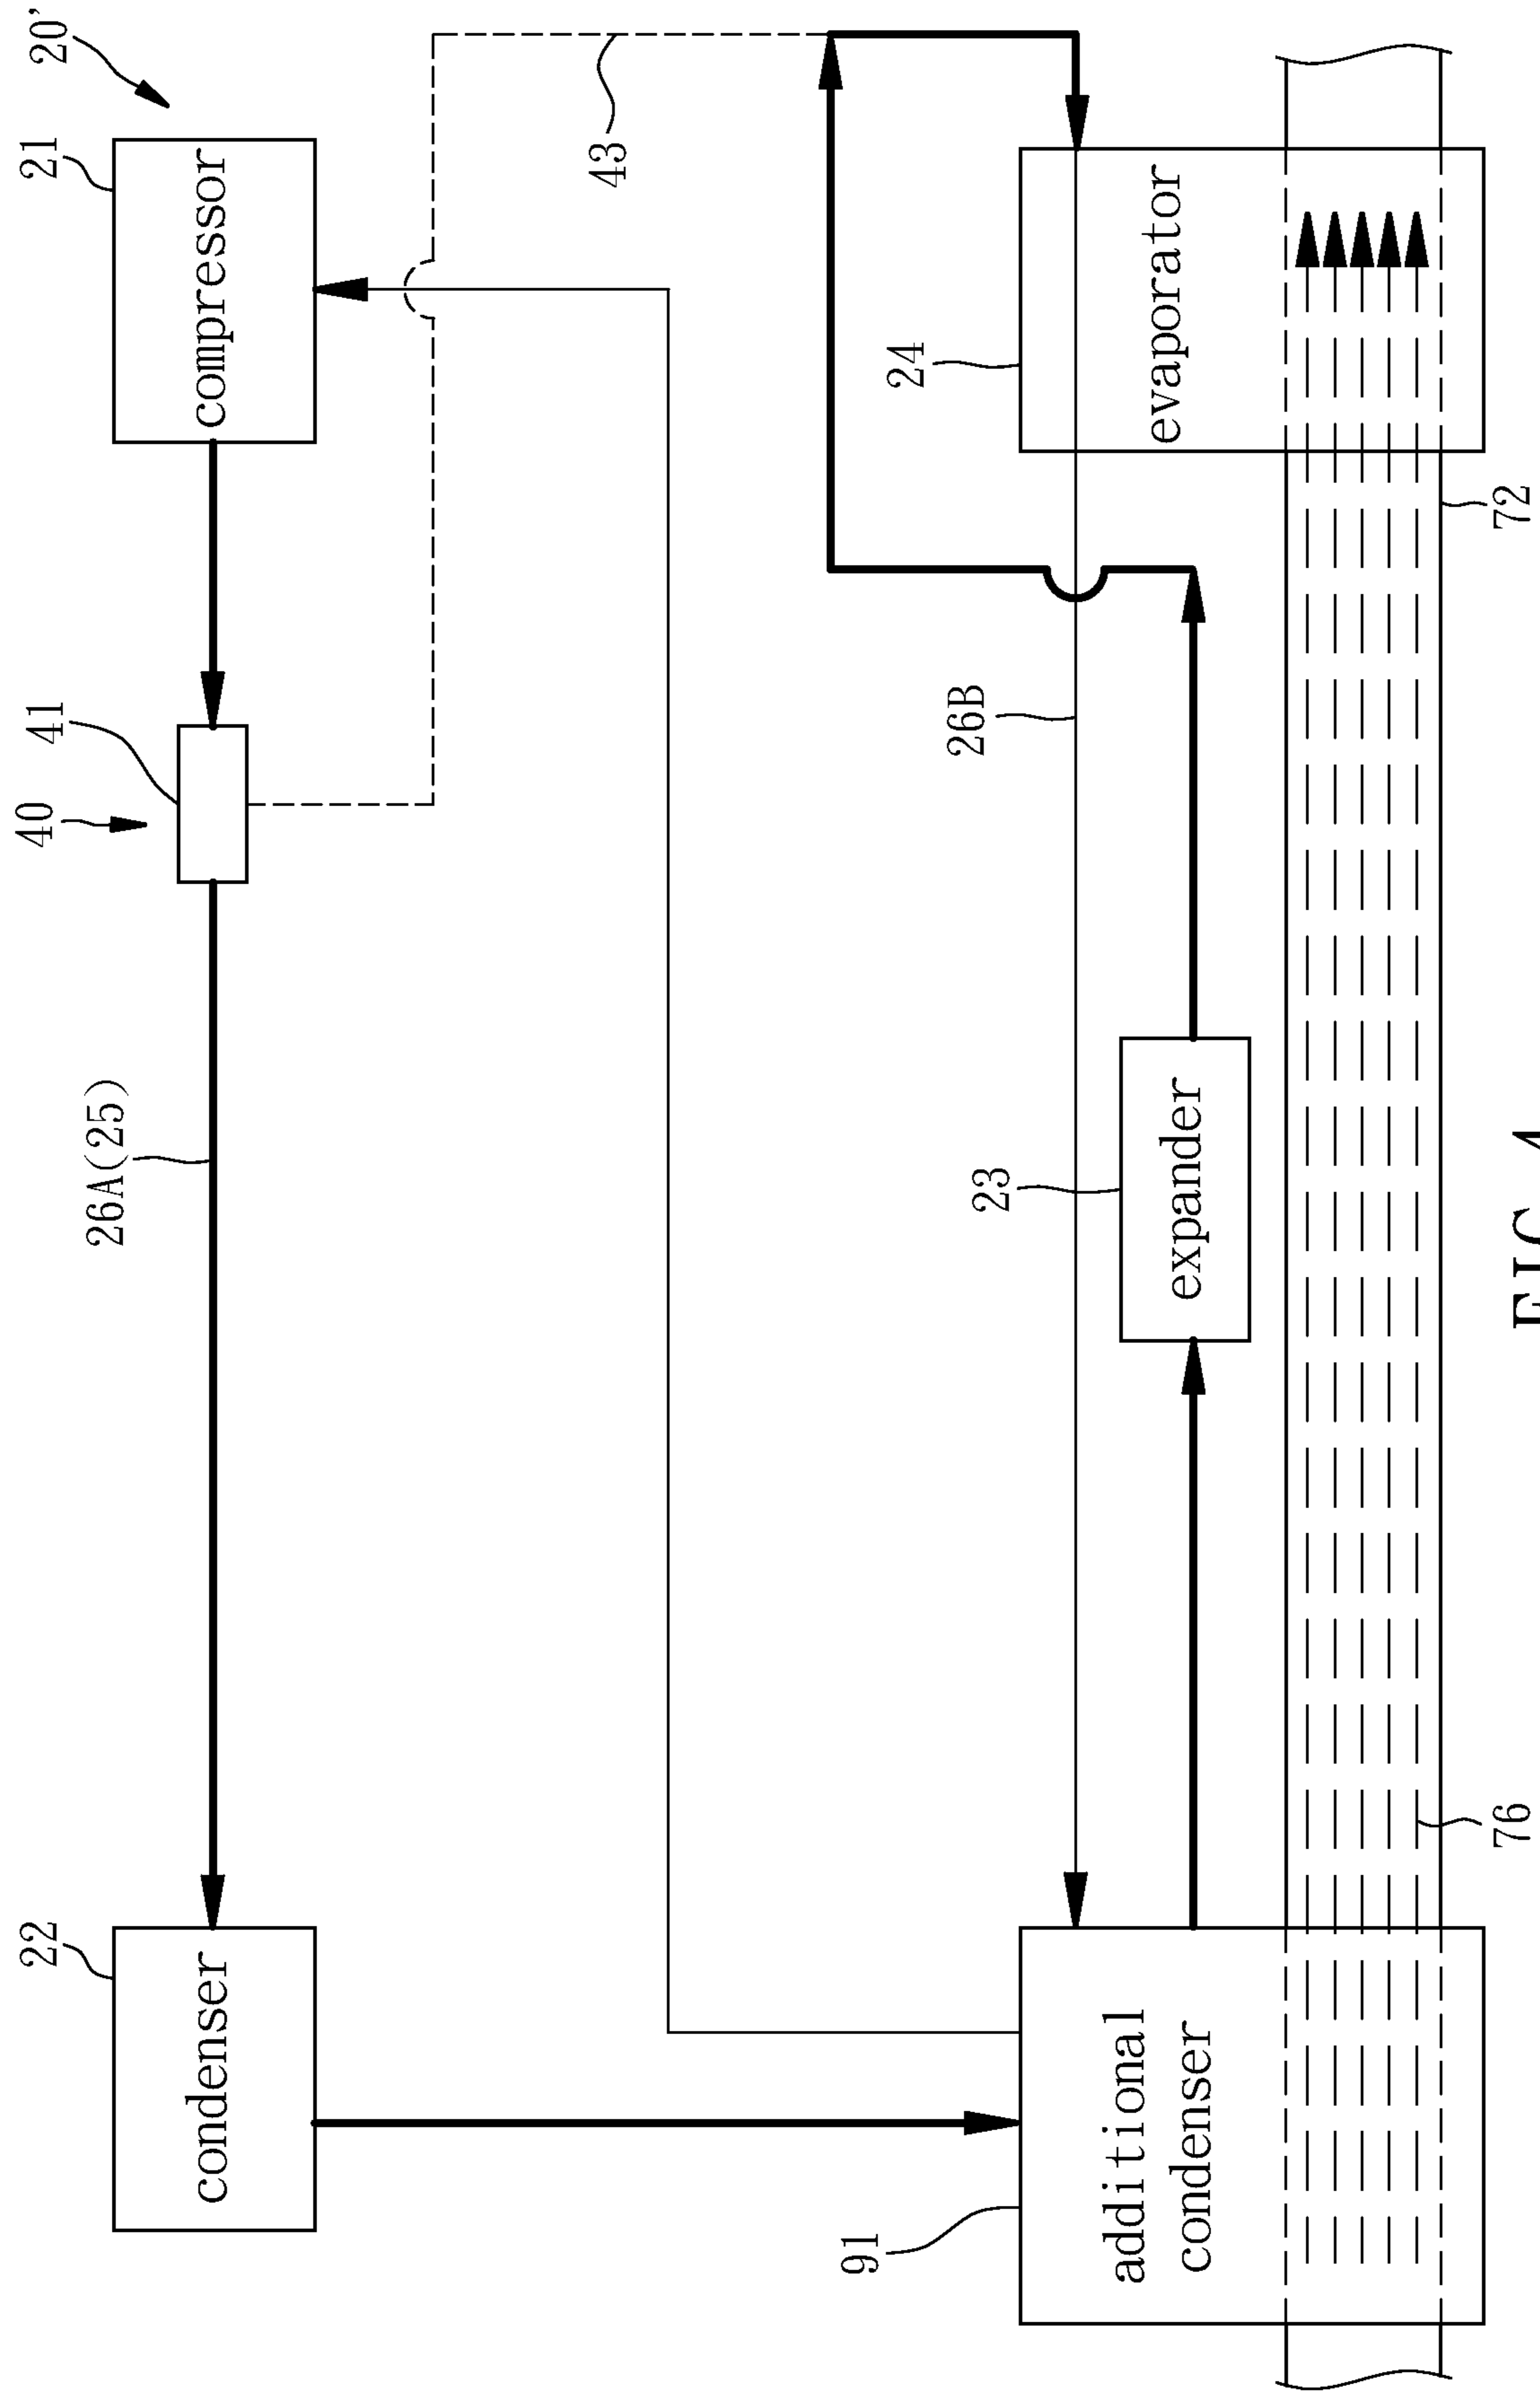 20'
21
compressor
43
24
evaporator
72
41
40
26B
26A(25)
23
expander
76
22
condenser
91
additional
condenser
FIG. 4